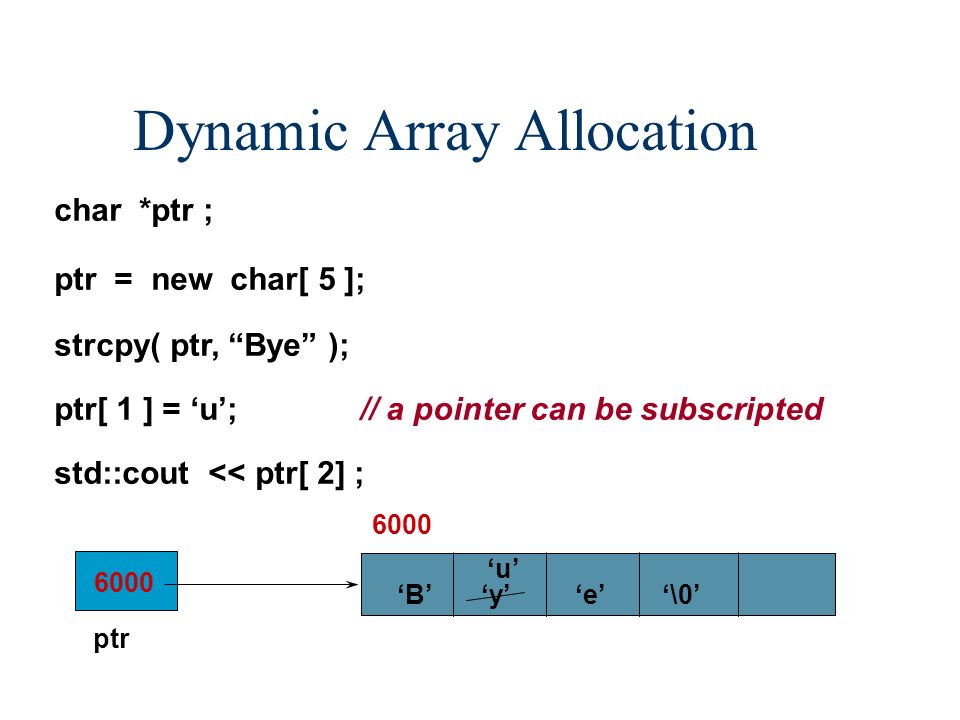 Dynamic Array Allocation
char *ptr ;
ptr = new char[ 5 ];
strcpy( ptr, “Bye” );
ptr[ 1 ] = ‘u’; // a pointer can be subscripted
std::cout << ptr[ 2] ;
6000
6000
‘u’
‘B’ ‘y’ ‘e’ ‘\0’
ptr